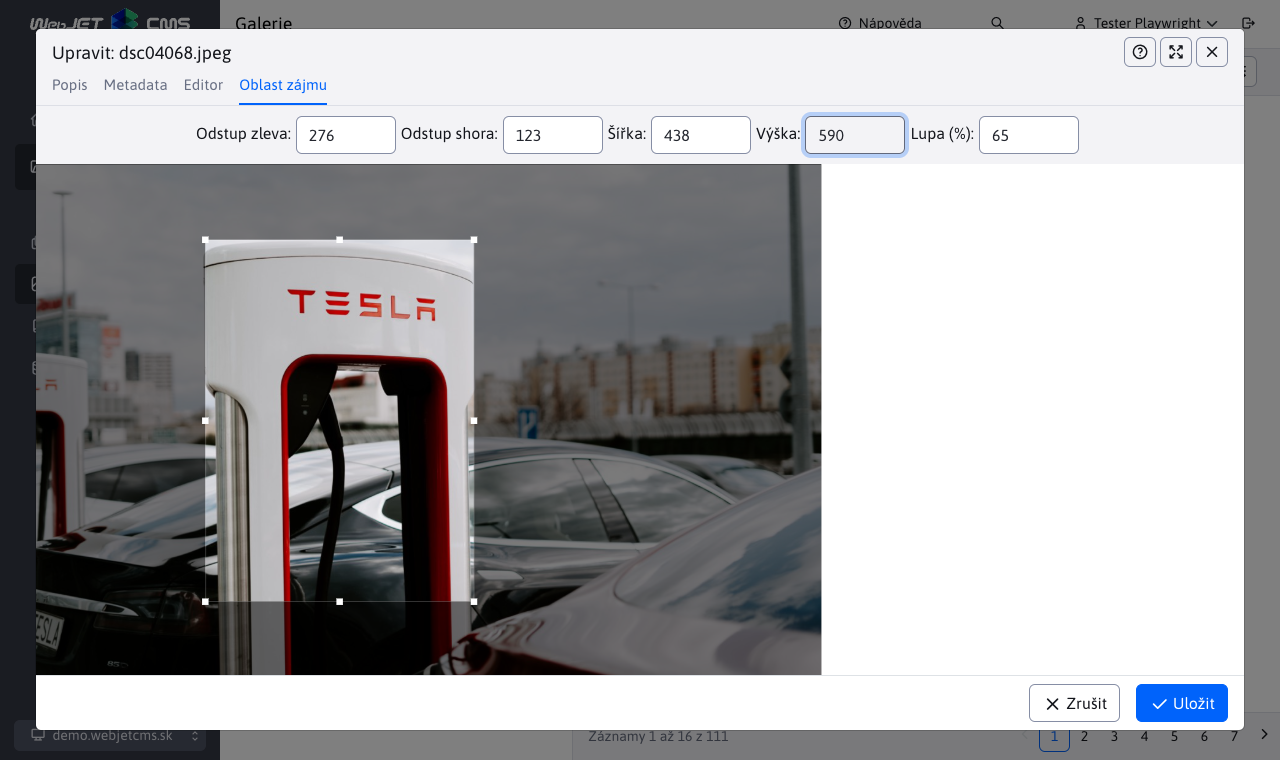 WebJET CMS
Galerie
Nápověda
Tester Playwright
Upravit: dsc04068.jpeg
Popis Metadata Editor Oblast zájmu
Odstup zleva: 276 Odstup shora: 123 Šířka: 438 Výška: 590 Lupa (%): 65
TESLA
TESLA
Zrušit Uložit
demo.webjetcms.sk
Záznamy 1 až 16 z 111
1 2 3 4 5 6 7